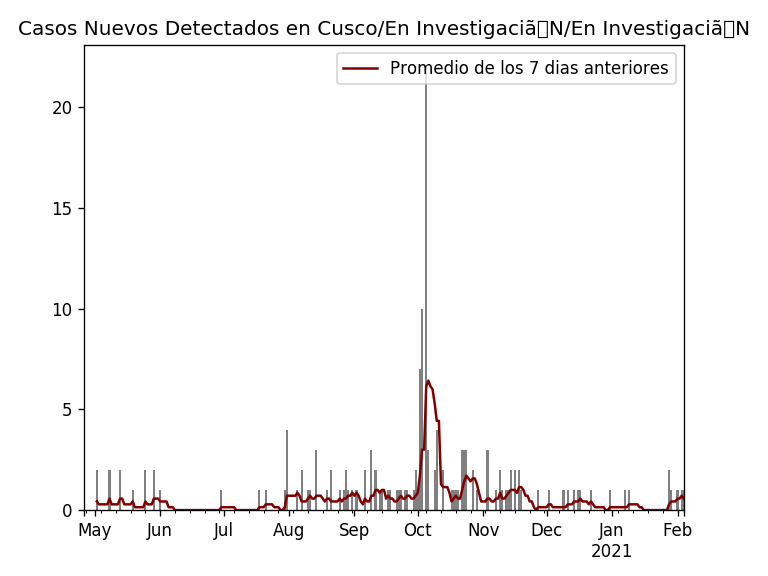 Casos Nuevos Detectados en Cusco/En Investigaciã▯N/En Investigaciã▯N
Promedio de los 7 dias anteriores
20
15
10
5
0
May Jun Jul Aug Sep Oct Nov Dec Jan Feb
2021